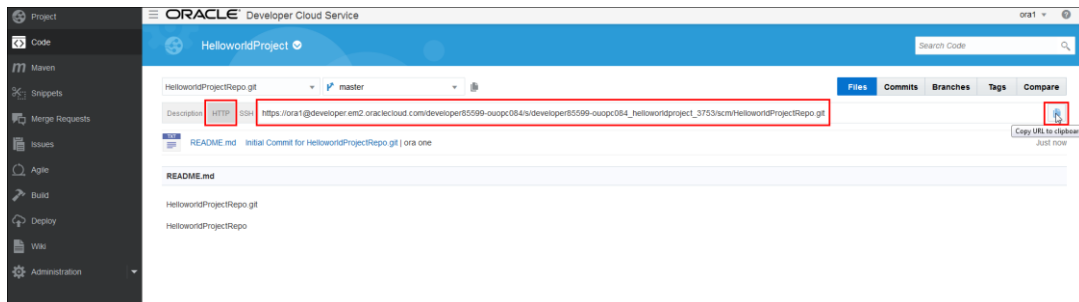 Project
Code
Maven
Snippets
Merge Requests
Issues
Agile
Build
Deploy
Wiki
Administration
ORACLE® Developer Cloud Service
ora1
HelloworldProject
Search Code
HelloworldProjectRepo.git
master
Files Commits Branches Tags Compare
Description HTTP SSH https://ora1@developer.em2.oraclecloud.com/developer85599-ouopc084/s/developer85599-ouopc084_helloworldproject_3753/scm/HelloworldProjectRepo.git
Copy URL to clipboar
TXT README.md Initial Commit for HelloworldProjectRepo.git | ora one Just now
README.md
HelloworldProjectRepo.git
HelloworldProjectRepo